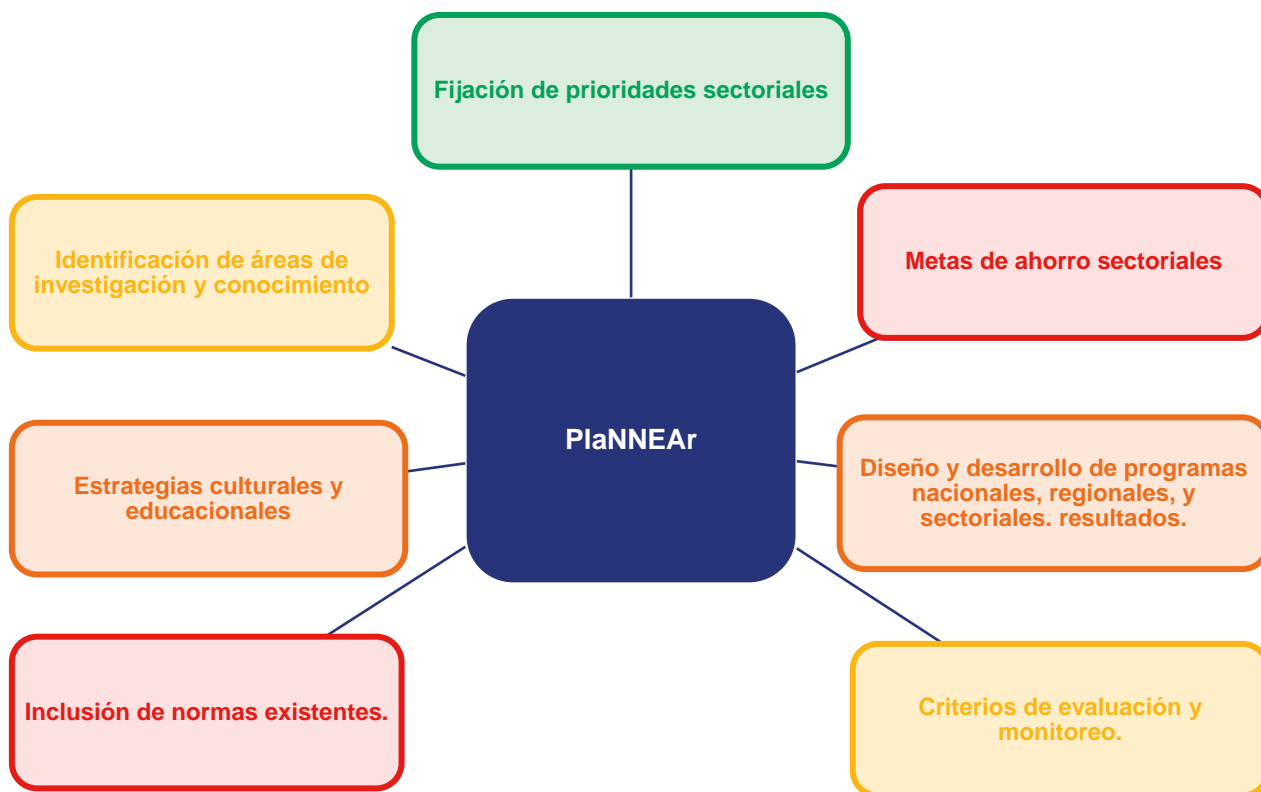 Fijación de prioridades sectoriales
Identificación de áreas de
investigación y conocimiento
Metas de ahorro sectoriales
PlaNNEAr
Estrategias culturales y
educacionales
Diseño y desarrollo de programas
nacionales, regionales, y
sectoriales. resultados.
Inclusión de normas existentes.
Criterios de evaluación y
monitoreo.